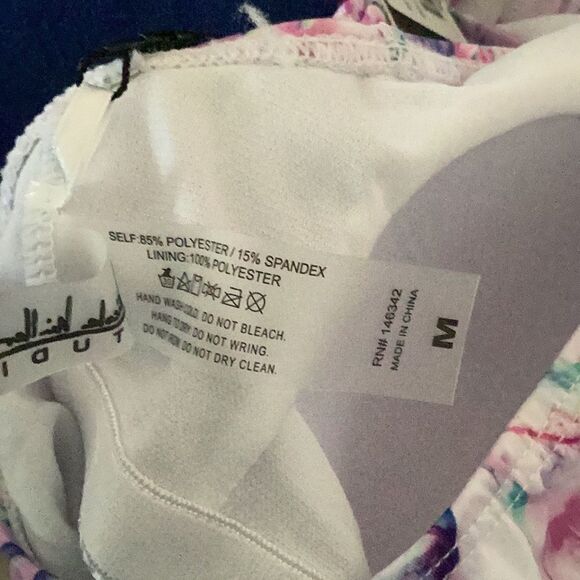 SELF:85% POLYESTER / 15% SPANDEX
LINING:100% POLYESTER
HAND WASH COLD. DO NOT BLEACH.
HANG TO DRY. DO NOT WRING.
DO NOT IRON. DO NOT DRY CLEAN.
RN# 146342
MADE IN CHINA
M